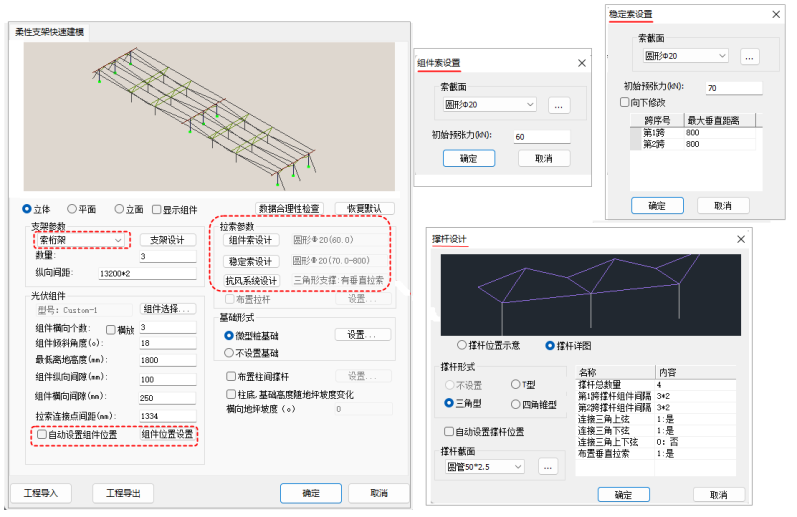 柔性支架快速建模
立体
平面
立面
显示组件
数据合理性检查
恢复默认
支架参数
索桁架
支架设计
数量:
3
纵向间距:
13200*2
光伏组件
型号: Custom-1
组件选择...
组件横向个数:
横放
3
组件倾斜角度(o):
18
最低离地高度(mm):
1800
组件纵向间隙(mm):
100
组件横向间隙(mm):
250
拉索连接点间距(mm):
1334
自动设置组件位置
组件位置设置
拉索参数
组件索设计
圆形Φ20(60.0)
稳定索设计
圆形Φ20(70.0-800)
抗风系统设计
三角形支撑:有垂直拉索
布置拉杆
设置...
基础形式
微型桩基础
设置...
不设置基础
布置柱间撑杆
设置...
柱底,基础高度随地坪坡度变化
横向地坪坡度(o)
0
工程导入
工程导出
确定
取消
组件索设置
索截面
圆形Φ20
...
初始预张力(kN):
60
确定
取消
稳定索设置
索截面
圆形Φ20
...
初始预张力(kN):
70
向下修改
跨序号
最大垂直距离
第1跨
800
第2跨
800
确定
取消
撑杆设计
撑杆位置示意
撑杆详图
撑杆形式
不设置
T型
三角型
四角锥型
自动设置撑杆位置
撑杆截面
圆管50*2.5
...
名称
内容
撑杆总数量
4
第1跨撑杆组件间隔
3*2
第2跨撑杆组件间隔
3*2
连接三角上弦
1:是
连接三角下弦
1:是
连接三角上下弦
0: 否
布置垂直拉索
1:是
确定
取消